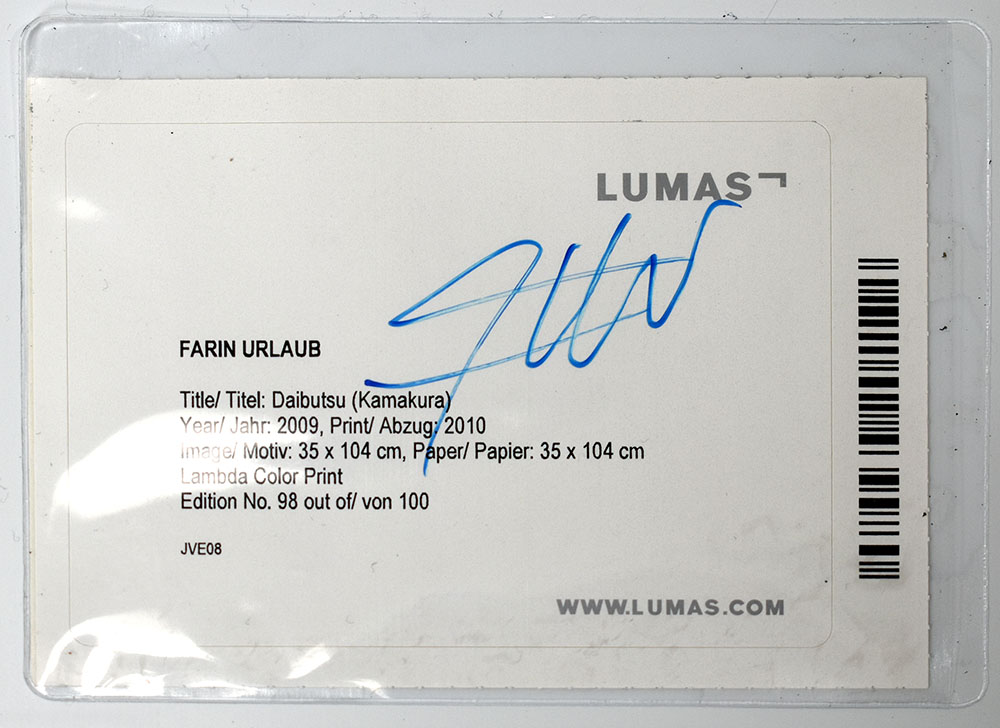 LUMAS
FARIN URLAUB
Title/ Titel: Daibutsu (Kamakura)
Year/ Jahr: 2009, Print/ Abzug: 2010
Image/ Motiv: 35 x 104 cm, Paper/ Papier: 35 x 104 cm
Lambda Color Print
Edition No. 98 out of/ von 100
JVE08
WWW.LUMAS.COM